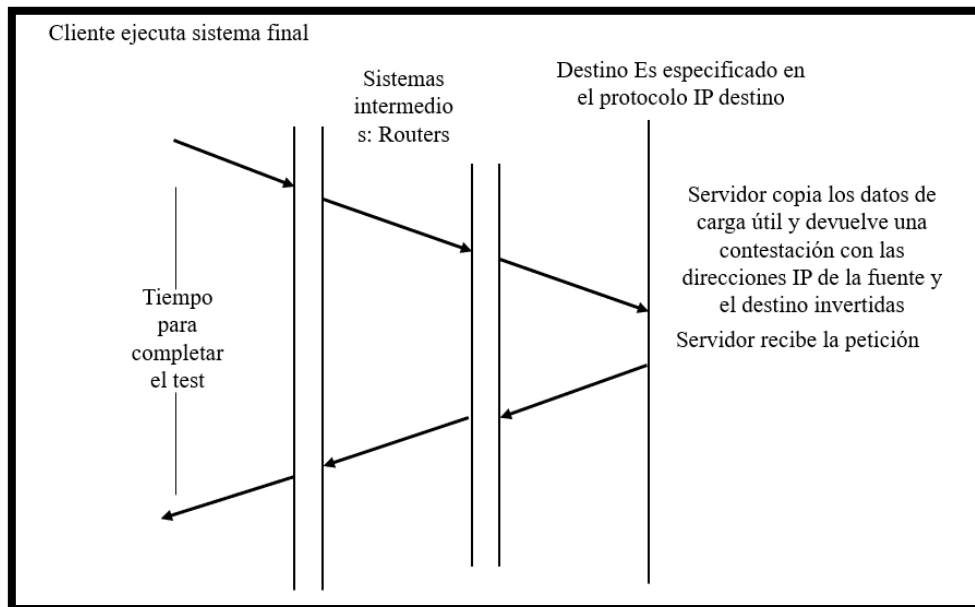 Cliente ejecuta sistema final
Sistemas
intermedio
s: Routers
Destino Es especificado en
el protocolo IP destino
Servidor copia los datos de
carga útil y devuelve una
contestación con las
direcciones IP de la fuente y
el destino invertidas
Servidor recibe la petición
Tiempo
para
completar
el test